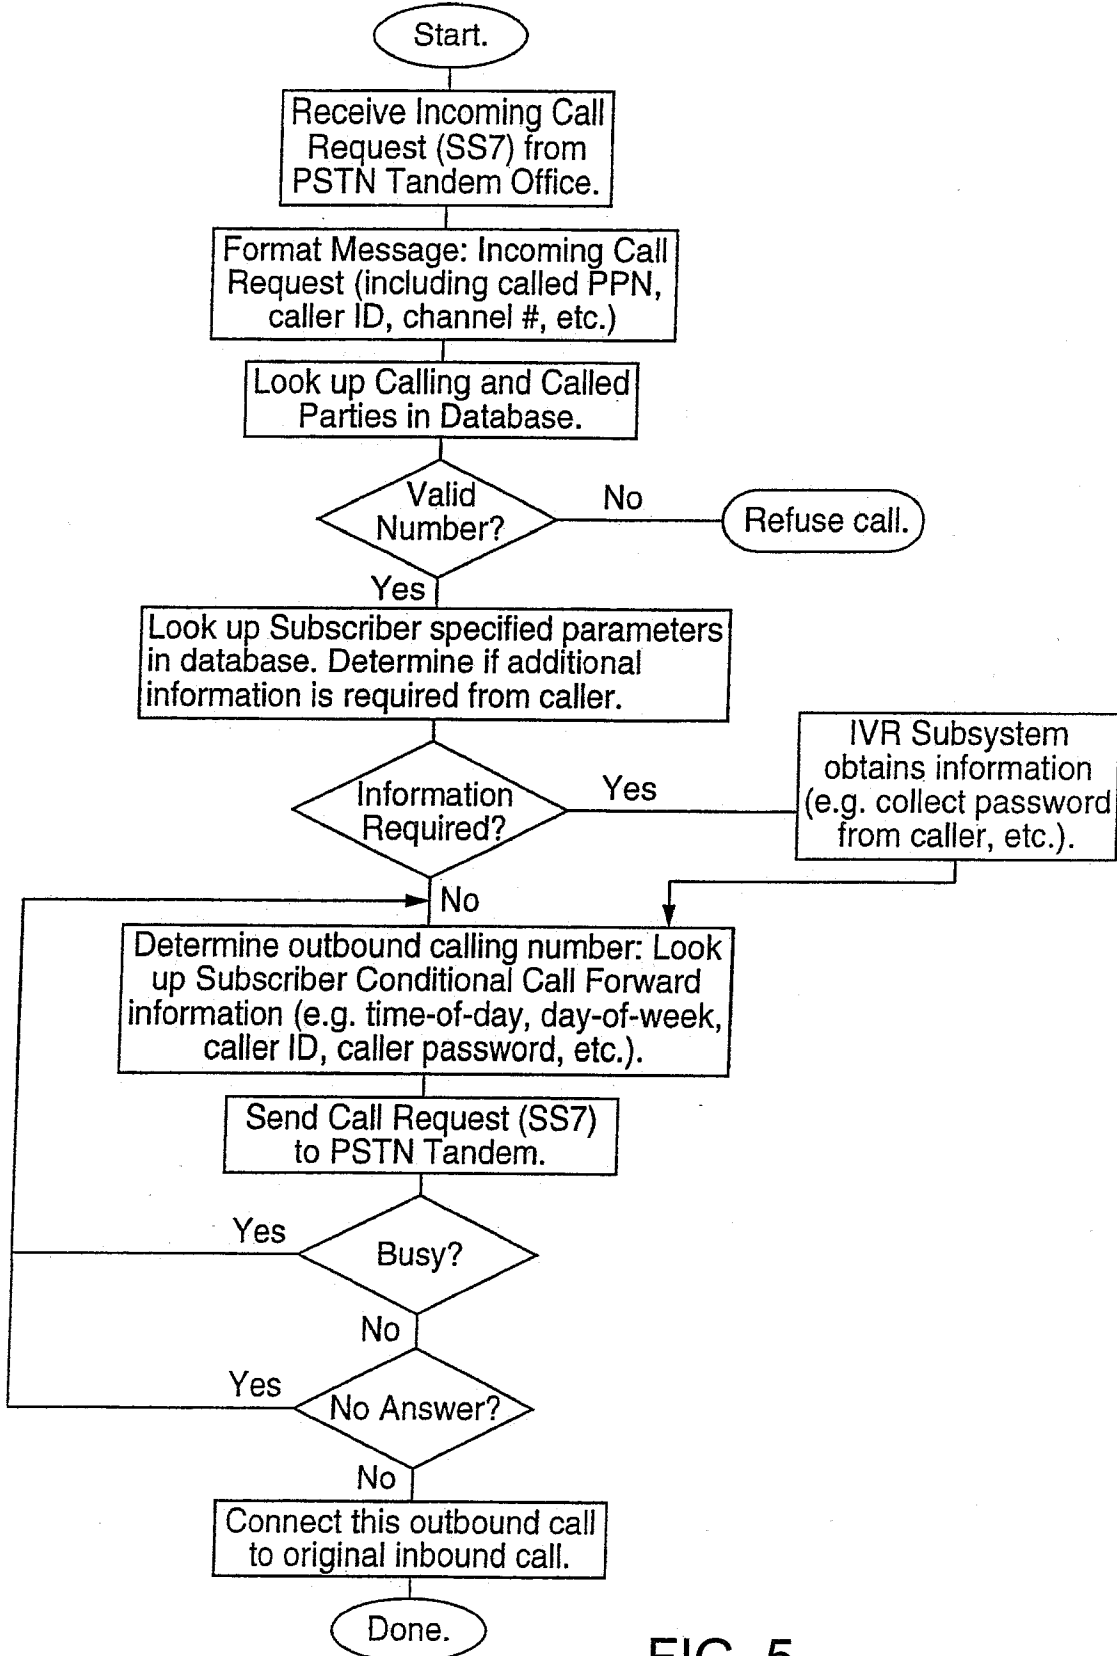 Start.
Receive Incoming Call
Request (SS7) from
PSTN Tandem Office.
Format Message: Incoming Call
Request (including called PPN,
caller ID, channel #, etc.)
Look up Calling and Called
Parties in Database.
Valid
Number?
No
Refuse call.
Yes
Look up Subscriber specified parameters
in database. Determine if additional
information is required from caller.
Information
Required?
Yes
IVR Subsystem
obtains information
(e.g. collect password
from caller, etc.).
No
Determine outbound calling number: Look
up Subscriber Conditional Call Forward
information (e.g. time-of-day, day-of-week,
caller ID, caller password, etc.).
Send Call Request (SS7)
to PSTN Tandem.
Yes
Busy?
No
Yes
No Answer?
No
Connect this outbound call
to original inbound call.
Done.
FIG. 5